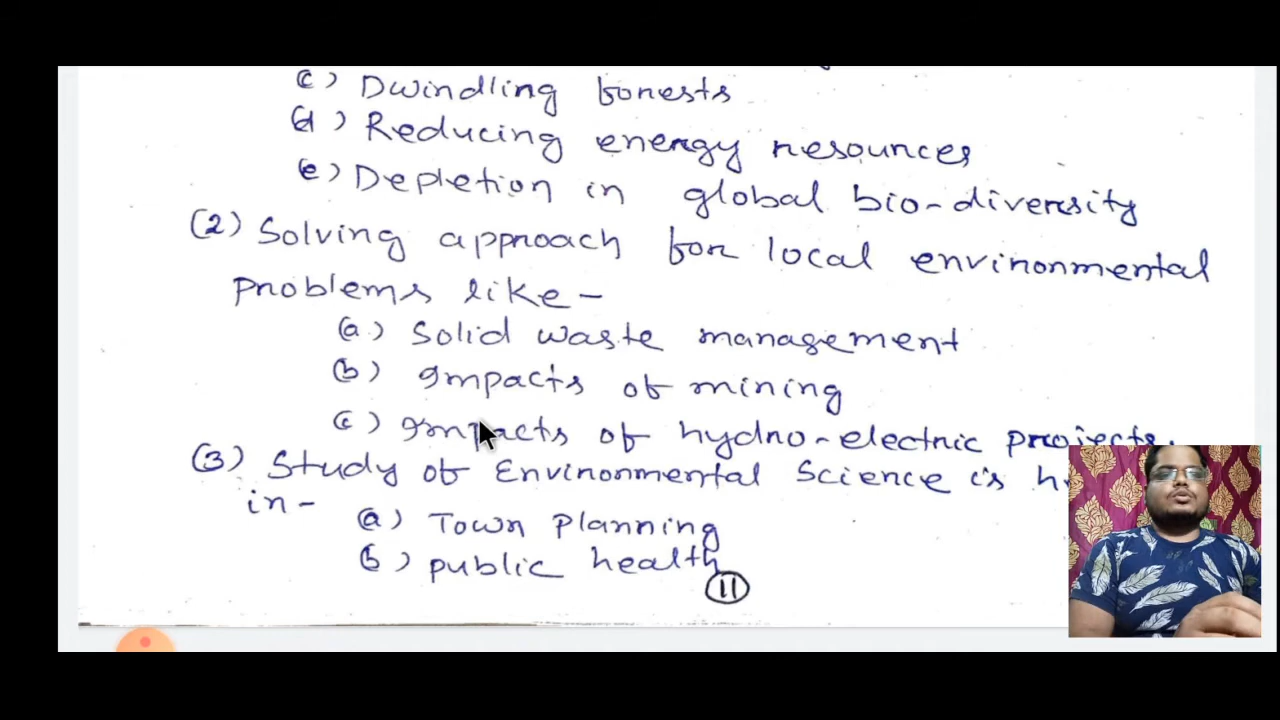 c) Dwindling forests
d) Reducing energy resources
e) Depletion in global bio-diversity
(2) Solving approach for local environmental
problems like -
(a) Solid waste management
(b) Impacts of mining
(c) Impacts of hydro-electric projects.
(3) Study of Environmental Science is
in -
(a) Town Planning
(b) public health
11